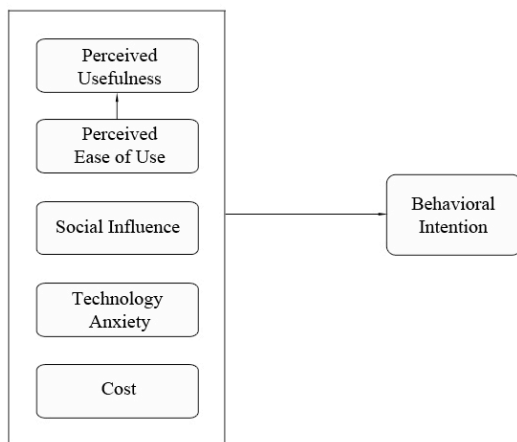 Perceived
Usefulness
Perceived
Ease of Use
Social Influence
Technology
Anxiety
Cost
Behavioral
Intention